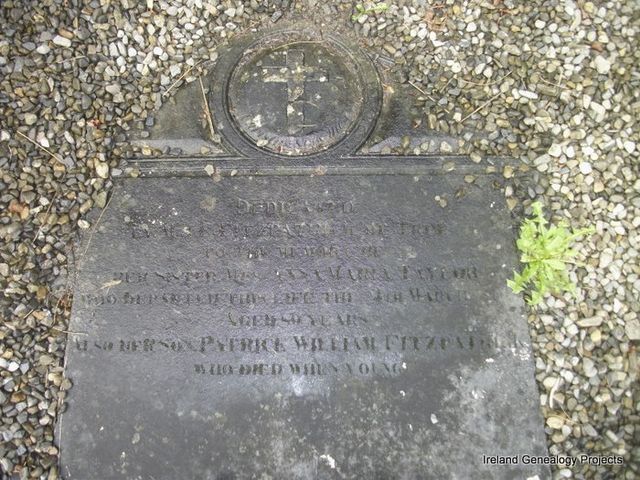 DEDICATED
TO THE MEMORY OF
HER SISTER MRS ANNA MARIA TAYLOR
WHO DEPARTED THIS LIFE THE 4TH MARCH
AGED 80 YEARS
ALSO HER SON PATRICK WILLIAM FITZPATRICK
WHO DIED WHEN YOUNG
Ireland Genealogy Projects